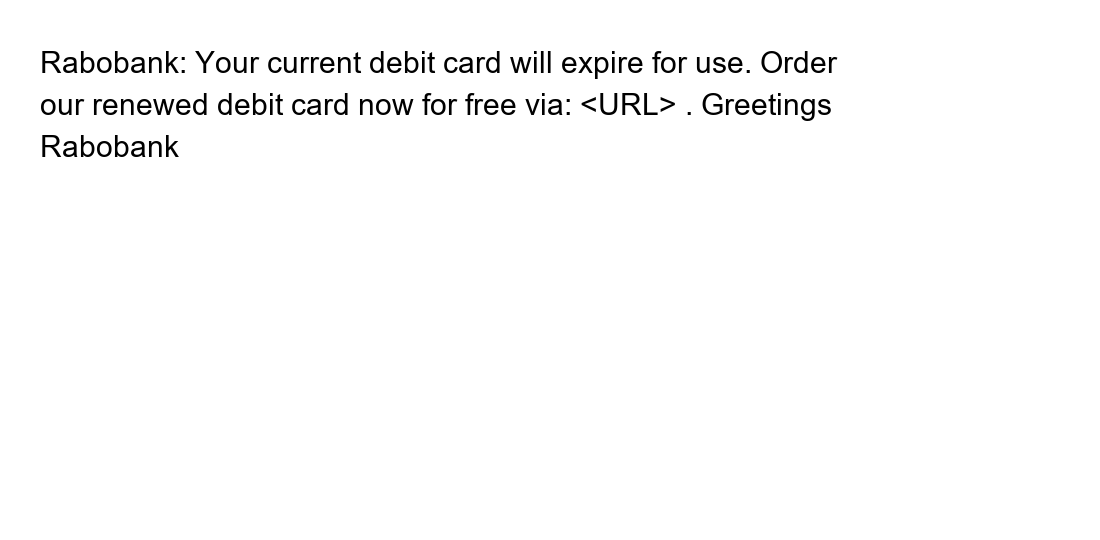 Rabobank: Your current debit card will expire for use. Order
our renewed debit card now for free via: <URL> . Greetings
Rabobank